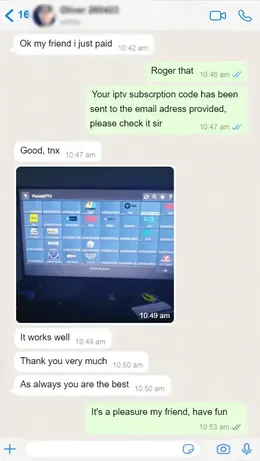 16
Ok my friend i just paid
10:42 am
Roger that
10:46 am
Your iptv subscrption code has been
sent to the email adress provided,
please check it sir
10:47 am
Good, tnx
10:47 am
10:49 am
It works well
10:49 am
Thank you very much
10:50 am
As always you are the best
10:50 am
It's a pleasure my friend, have fun
10:53 am